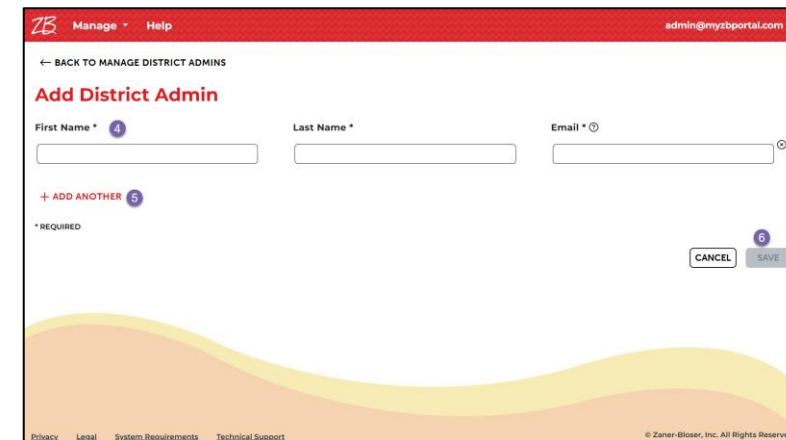 ZB Manage Help admin@myzbportal.com
← BACK TO MANAGE DISTRICT ADMINS
Add District Admin
First Name * 4 Last Name * Email * ?
+ ADD ANOTHER 5
* REQUIRED
6
CANCEL SAVE
Privacy Legal System Requirements Technical Support © Zaner-Bloser, Inc. All Rights Reserve